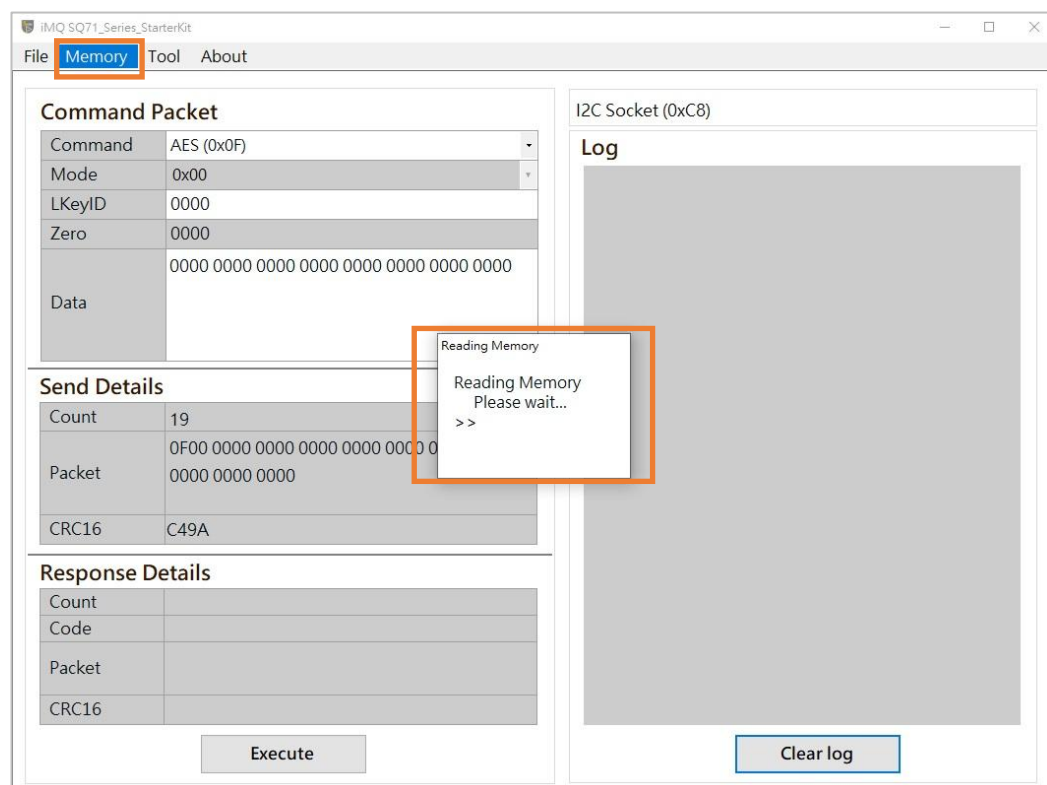 iMQ SQ71_Series_StarterKit
File Memory Tool About
Command Packet
Command AES (0x0F)
Mode 0x00
LKeyID 0000
Zero 0000
Data 0000 0000 0000 0000 0000 0000 0000 0000
Send Details
Count 19
Packet 0F00 0000 0000 0000 0000 0000 0
0000 0000 0000
CRC16 C49A
Response Details
Count
Code
Packet
CRC16
Execute
Reading Memory
Reading Memory
Please wait...
>>
I2C Socket (0xC8)
Log
Clear log